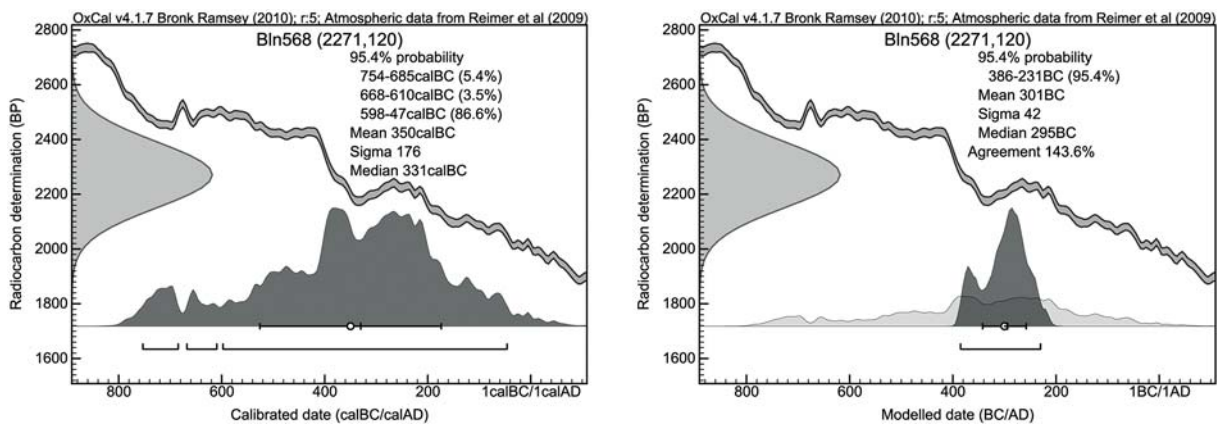 OxCal v4.1.7 Bronk Ramsey (2010); r:5; Atmospheric data from Reimer et al (2009)
Bln568 (2271,120)
95.4% probability
754-685calBC (5.4%)
668-610calBC (3.5%)
598-47calBC (86.6%)
Mean 350calBC
Sigma 176
Median 331calBC
Radiocarbon determination (BP)
2800
2600
2400
2200
2000
1800
1600
800 600 400 200 1calBC/1calAD
Calibrated date (calBC/calAD)
OxCal v4.1.7 Bronk Ramsey (2010); r:5; Atmospheric data from Reimer et al (2009)
Bln568 (2271,120)
95.4% probability
386-231BC (95.4%)
Mean 301BC
Sigma 42
Median 295BC
Agreement 143.6%
Radiocarbon determination (BP)
2800
2600
2400
2200
2000
1800
1600
800 600 400 200 1BC/1AD
Modelled date (BC/AD)